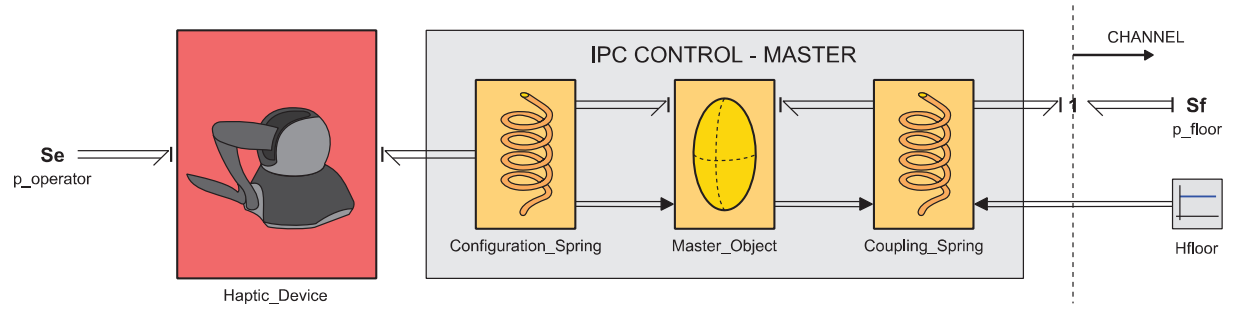 IPC CONTROL - MASTER
CHANNEL
Se
p_operator
1
Sf
p_floor
Configuration_Spring
Master_Object
Coupling_Spring
Hfloor
Haptic_Device